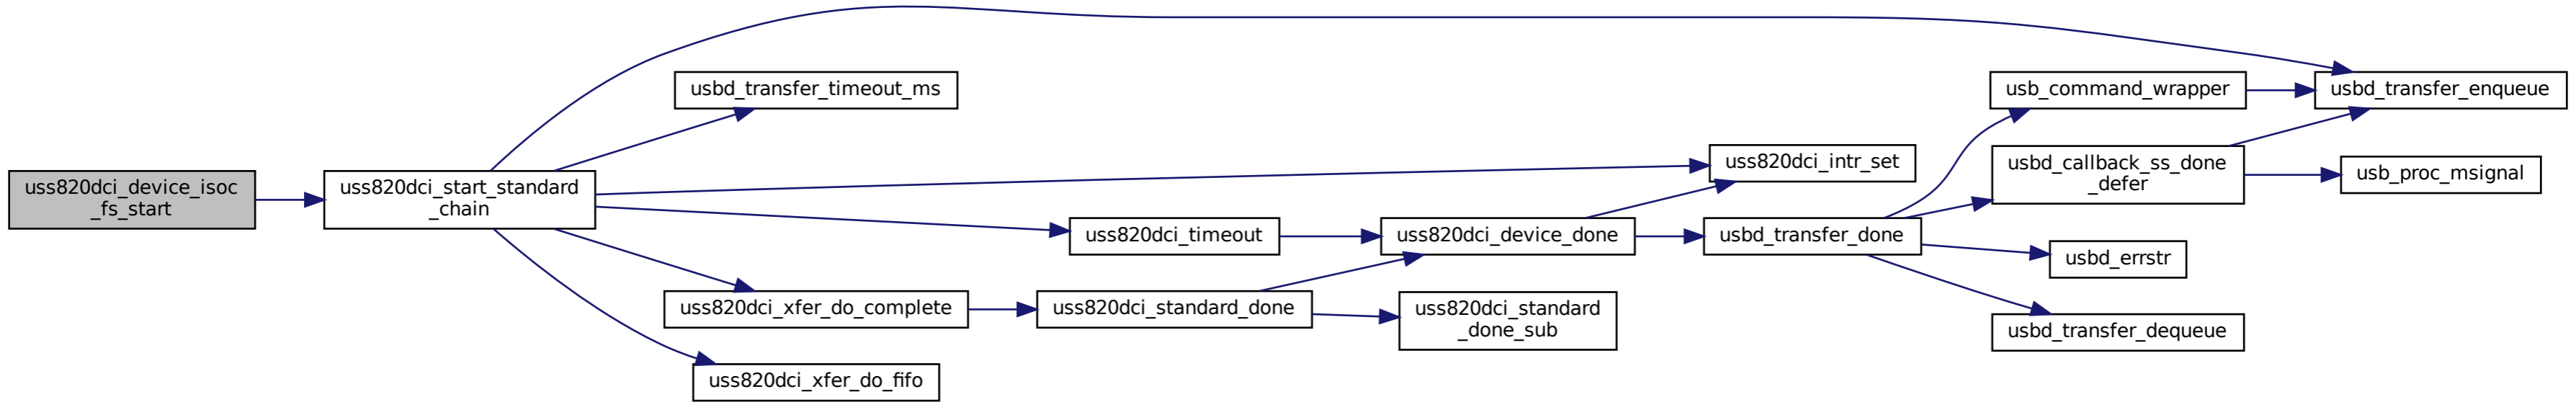 uss820dci_device_isoc
_fs_start
uss820dci_start_standard
_chain
usbd_transfer_timeout_ms
uss820dci_xfer_do_complete
uss820dci_xfer_do_fifo
uss820dci_timeout
uss820dci_standard_done
uss820dci_device_done
uss820dci_standard
_done_sub
uss820dci_intr_set
usbd_transfer_done
usb_command_wrapper
usbd_callback_ss_done
_defer
usbd_errstr
usbd_transfer_dequeue
usbd_transfer_enqueue
usb_proc_msignal